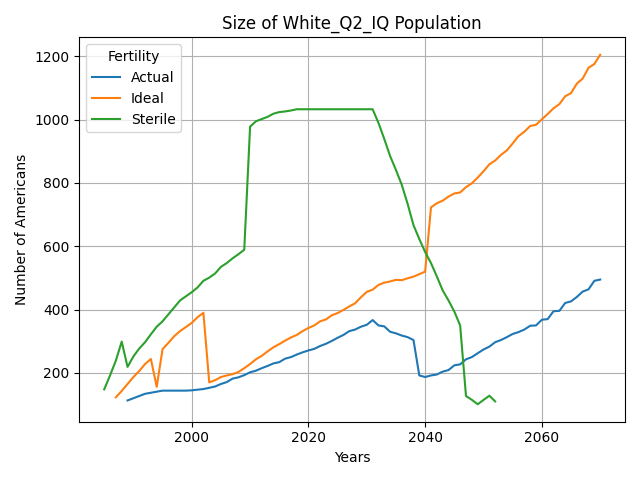 Size of White_Q2_IQ Population
Fertility
Actual
Ideal
Sterile
Number of Americans
1200
1000
800
600
400
200
2000
2020
2040
2060
Years